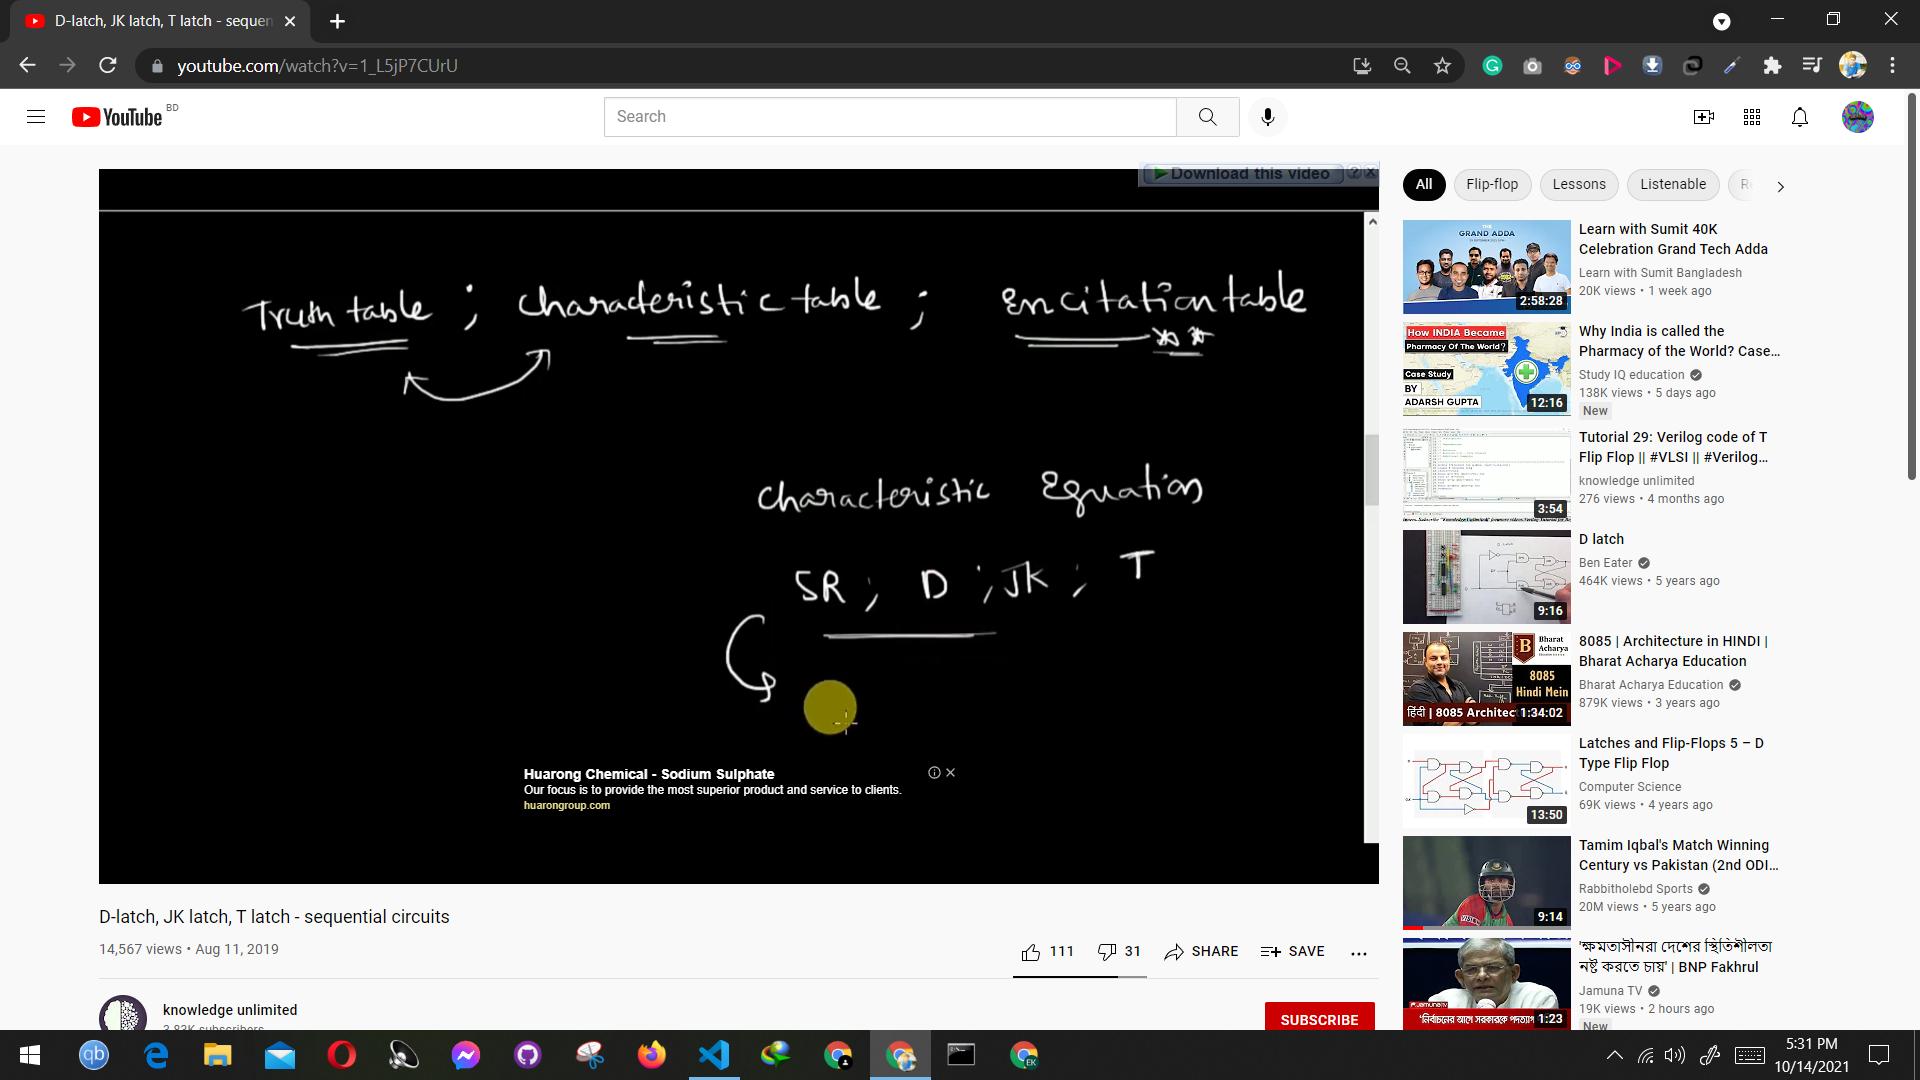 D-latch, JK latch, T latch - sequen
youtube.com/watch?v=1_L5jP7CUrU
YouTube BD
Search
Download this video
Truth table ; characteristic table ; Encitation table
characteristic Equation
SR ; D ; JK ; T
Huarong Chemical - Sodium Sulphate
Our focus is to provide the most superior product and service to clients.
huarongroup.com
D-latch, JK latch, T latch - sequential circuits
14,567 views • Aug 11, 2019
111
31
SHARE
SAVE
knowledge unlimited
3.83K subscribers
SUBSCRIBE
All
Flip-flop
Lessons
Listenable
THE
GRAND ADDA
2:58:28
Learn with Sumit 40K
Celebration Grand Tech Adda
Learn with Sumit Bangladesh
20K views • 1 week ago
How INDIA Became
Pharmacy Of The World?
Case Study
BY
ADARSH GUPTA
12:16
Why India is called the
Pharmacy of the World? Case...
Study IQ education
138K views • 5 days ago
New
3:54
Tutorial 29: Verilog code of T
Flip Flop || #VLSI || #Verilog...
knowledge unlimited
276 views • 4 months ago
9:16
D latch
Ben Eater
464K views • 5 years ago
B
Bharat
Acharya
8085
Hindi Mein
हिंदी | 8085 Architec
1:34:02
8085 | Architecture in HINDI |
Bharat Acharya Education
Bharat Acharya Education
879K views • 3 years ago
13:50
Latches and Flip-Flops 5 – D
Type Flip Flop
Computer Science
69K views • 4 years ago
9:14
Tamim Iqbal's Match Winning
Century vs Pakistan (2nd ODI...
Rabbitholebd Sports
20M views • 5 years ago
1:23
'ক্ষমতাসীনরা দেশের স্থিতিশীলতা
নষ্ট করতে চায়' | BNP Fakhrul
Jamuna TV
19K views • 2 hours ago
New
qb
EK
5:31 PM
10/14/2021